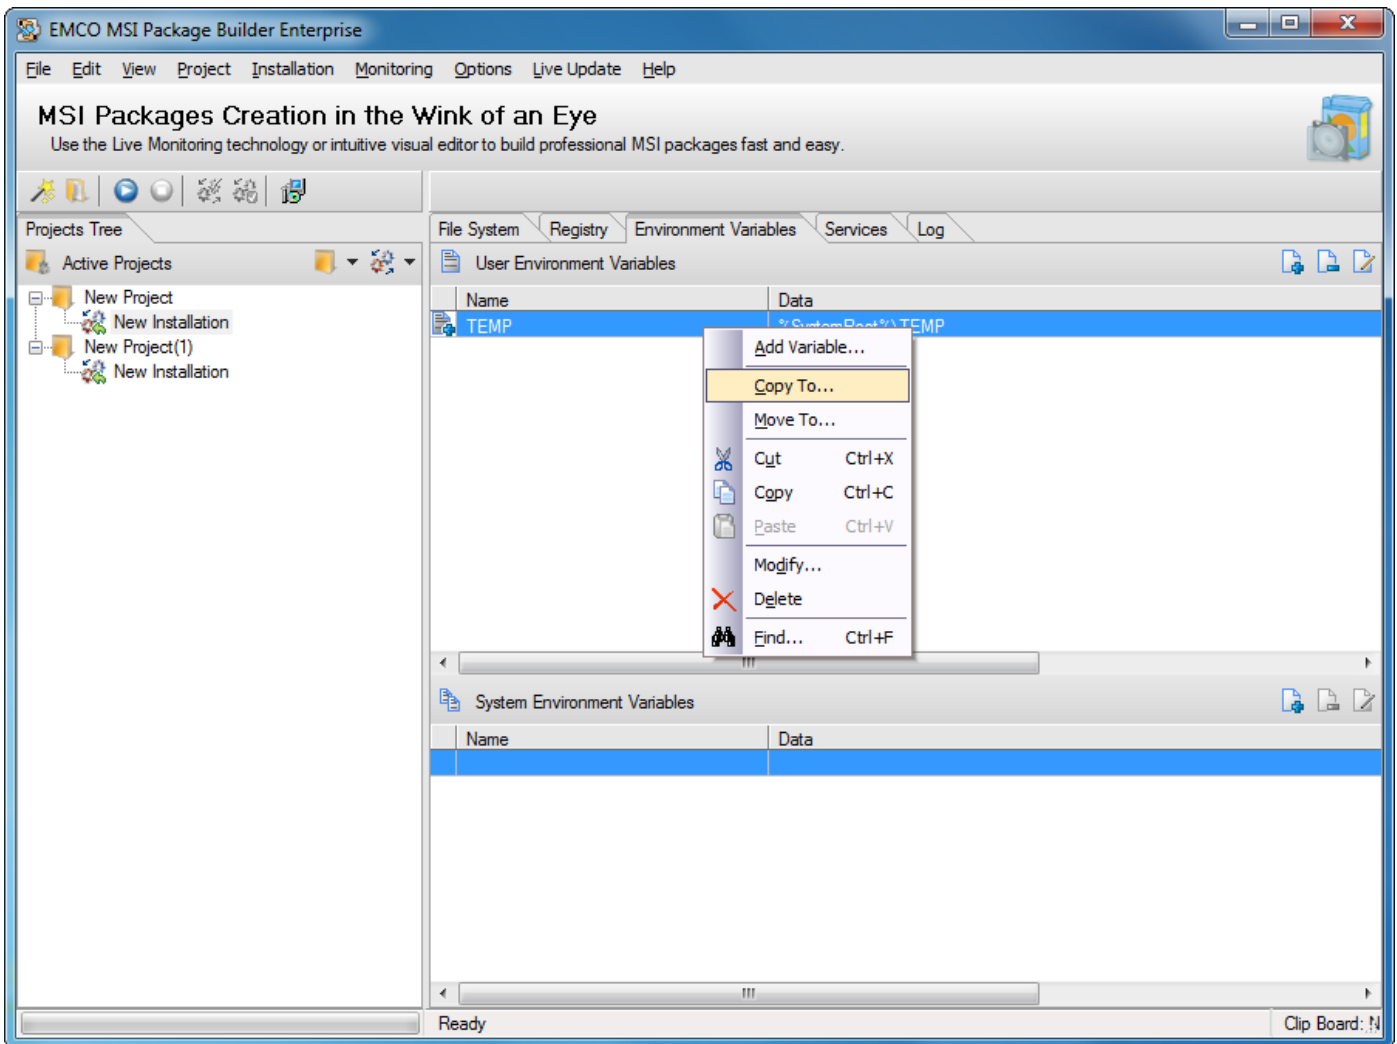 EMCO MSI Package Builder Enterprise
File Edit View Project Installation Monitoring Options Live Update Help
MSI Packages Creation in the Wink of an Eye
Use the Live Monitoring technology or intuitive visual editor to build professional MSI packages fast and easy.
Projects Tree
File System Registry Environment Variables Services Log
Active Projects
User Environment Variables
New Project
New Installation
New Project(1)
New Installation
Name Data
TEMP %SystemRoot%\TEMP
Add Variable...
Copy To...
Move To...
Cut Ctrl+X
Copy Ctrl+C
Paste Ctrl+V
Modify...
Delete
Find... Ctrl+F
System Environment Variables
Name Data
Ready
Clip Board: